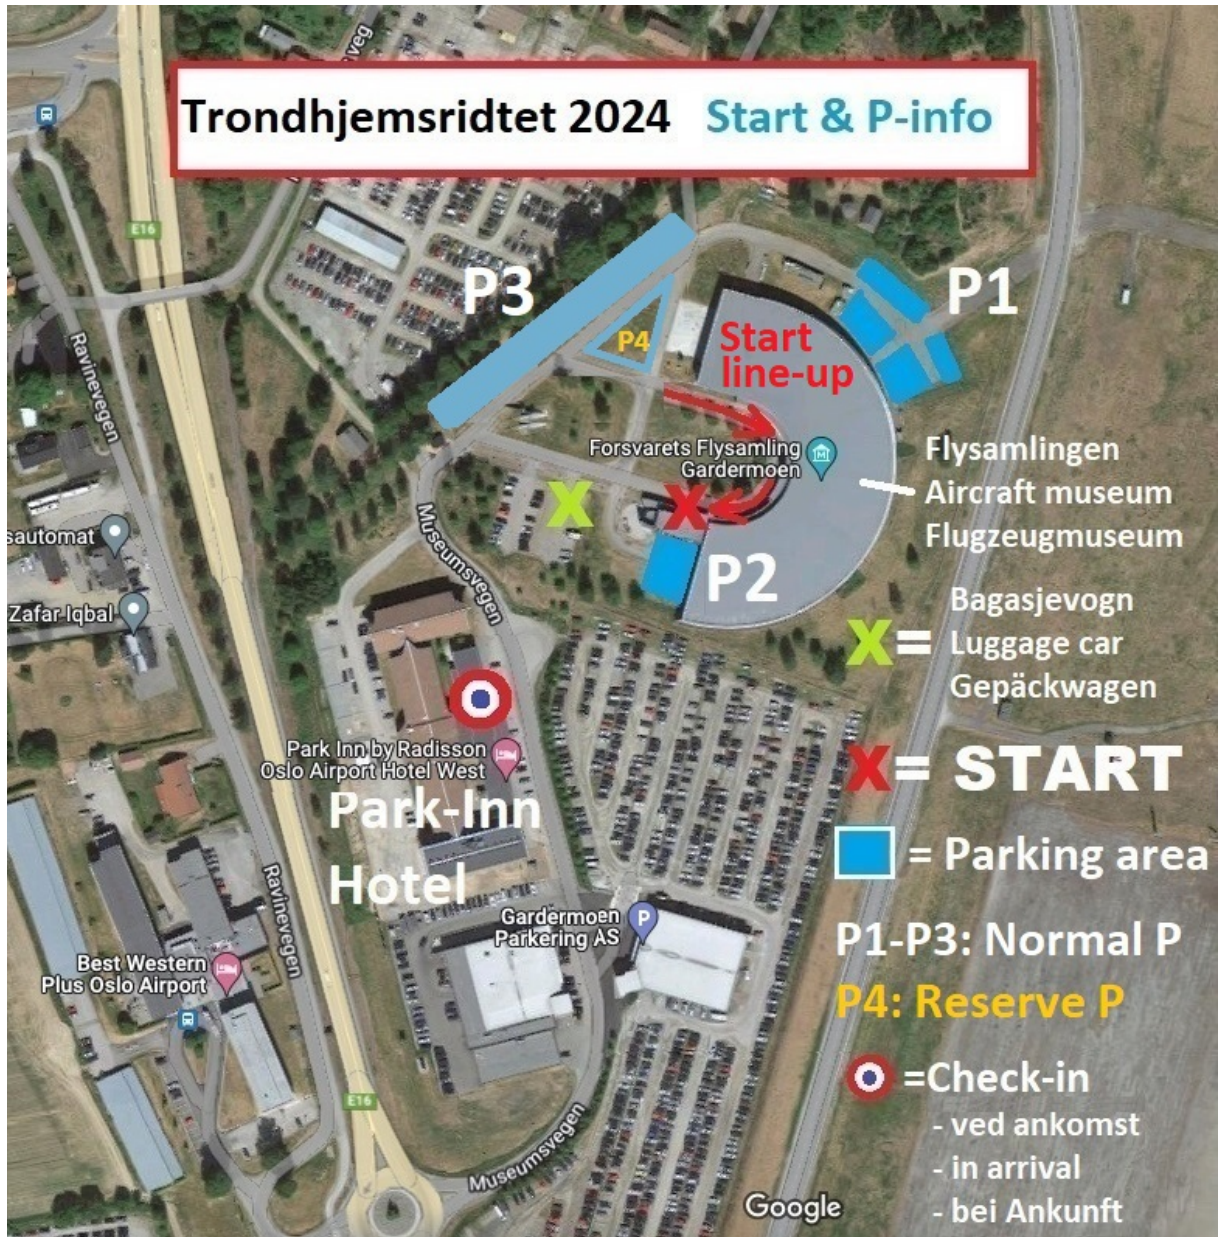 aveg
Trondhjemsridtet 2024 Start & P-info
E16
P3
P1
P4
Start
line-up
Ravinevegen
Forsvarets Flysamling
Gardermoen
M
Flysamlingen
Aircraft museum
Flugzeugmuseum
X
X
Museumsvegen
sautomat
P2
Zafar Iqbal
X = Bagasjevogn
Luggage car
Gepäckwagen
Park Inn by Radisson
Oslo Airport Hotel West
Park-Inn
Hotel
X = START
= Parking area
Ravinevegen
Gardermoen
Parkering AS
P
P1-P3: Normal P
P4: Reserve P
Best Western
Plus Oslo Airport
E16
Museumsvegen
=Check-in
- ved ankomst
- in arrival
- bei Ankunft
Google